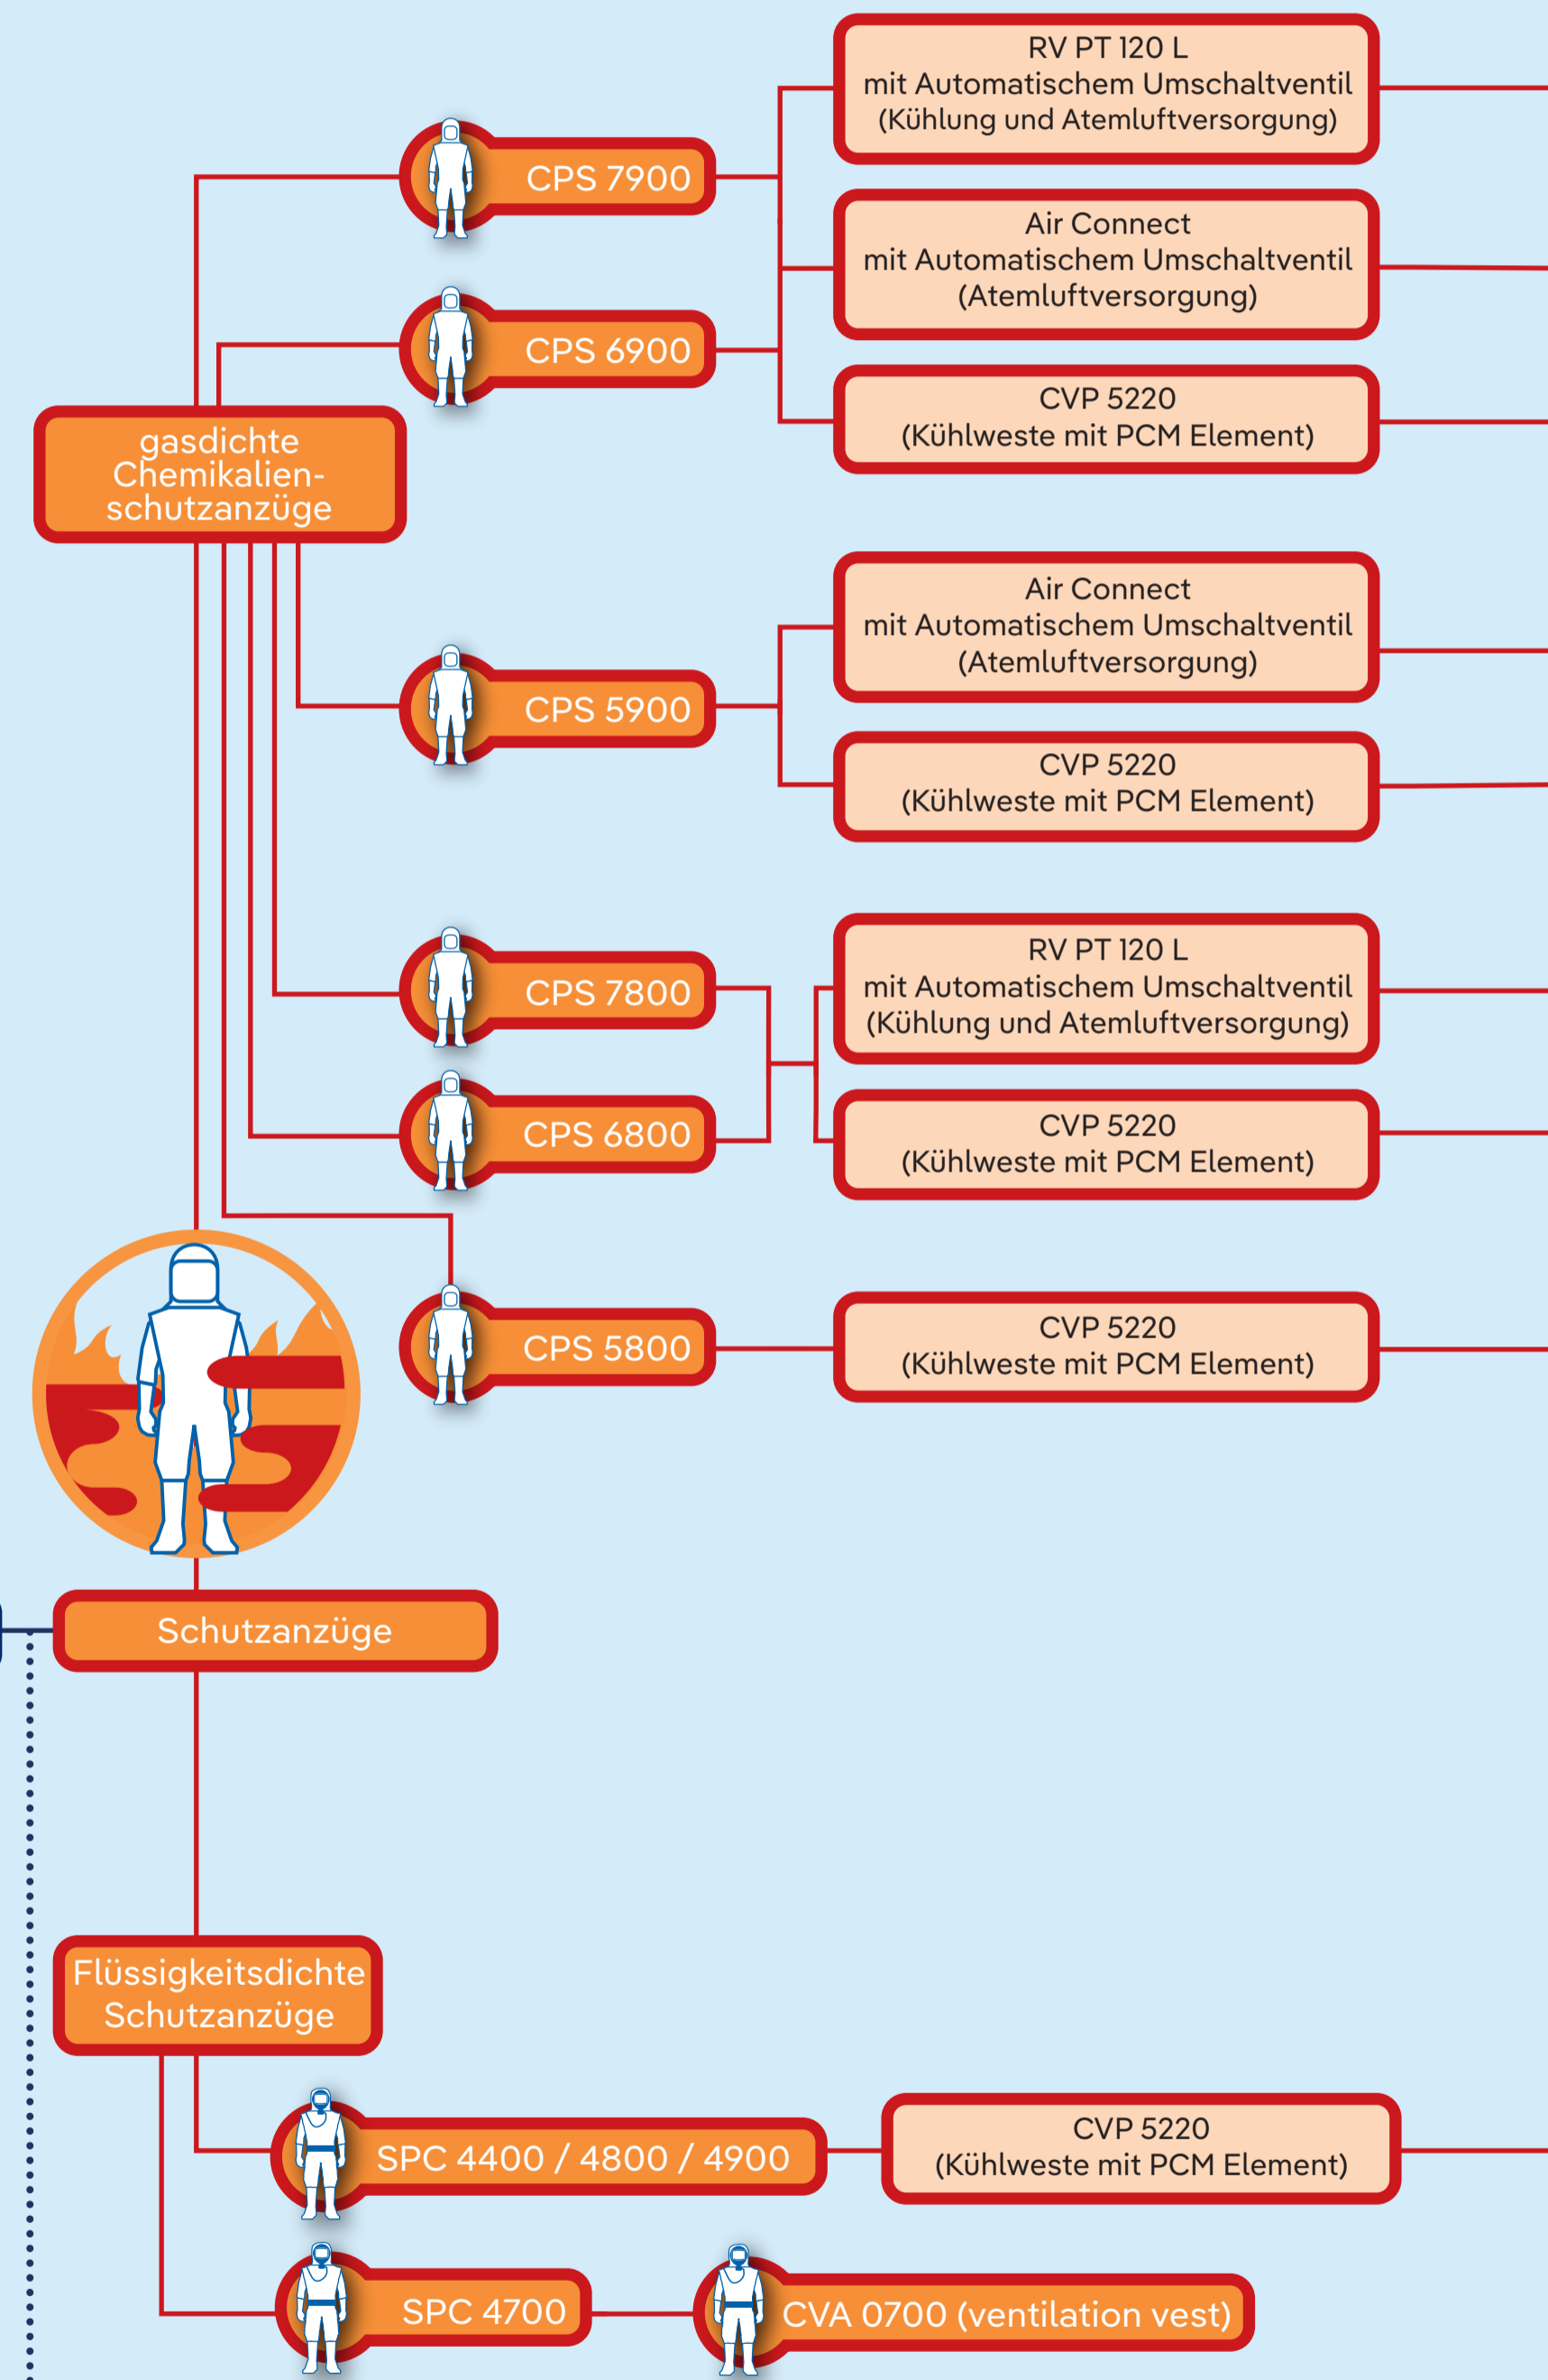 RV PT 120 L
mit Automatischem Umschaltventil
(Kühlung und Atemluftversorgung)
CPS 7900
Air Connect
mit Automatischem Umschaltventil
(Atemluftversorgung)
CPS 6900
CVP 5220
(Kühlweste mit PCM Element)
gasdichte
Chemikalien-
schutzanzüge
Air Connect
mit Automatischem Umschaltventil
(Atemluftversorgung)
CPS 5900
CVP 5220
(Kühlweste mit PCM Element)
RV PT 120 L
mit Automatischem Umschaltventil
(Kühlung und Atemluftversorgung)
CPS 7800
CPS 6800
CVP 5220
(Kühlweste mit PCM Element)
CPS 5800
CVP 5220
(Kühlweste mit PCM Element)
Schutzanzüge
Flüssigkeitsdichte
Schutzanzüge
SPC 4400 / 4800 / 4900
CVP 5220
(Kühlweste mit PCM Element)
SPC 4700
CVA 0700 (ventilation vest)